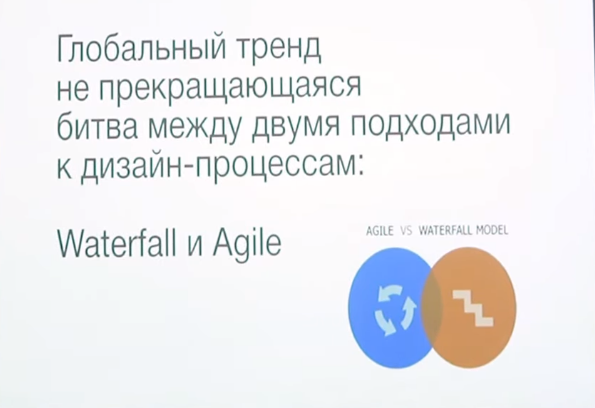 Глобальный тренд
не прекращающаяся
битва между двумя подходами
к дизайн-процессам:
Waterfall и Agile
AGILE VS WATERFALL MODEL